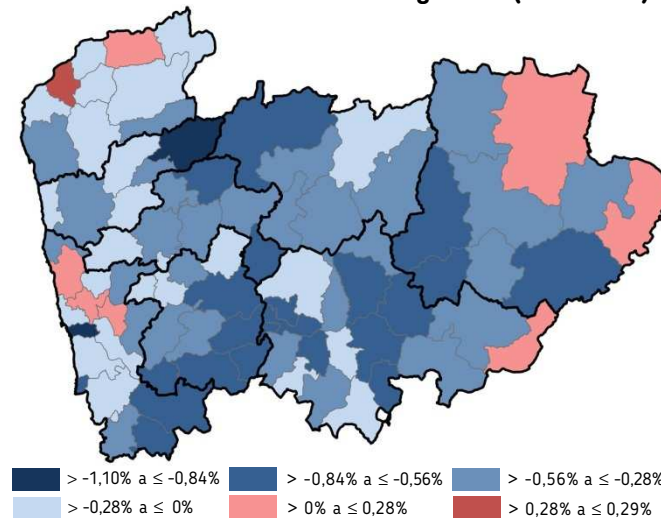 > -1,10% a ≤ -0,84% > -0,84% a ≤ -0,56% > -0,56% a ≤ -0,28%
> -0,28% a ≤ 0% > 0% a ≤ 0,28% > 0,28% a ≤ 0,29%